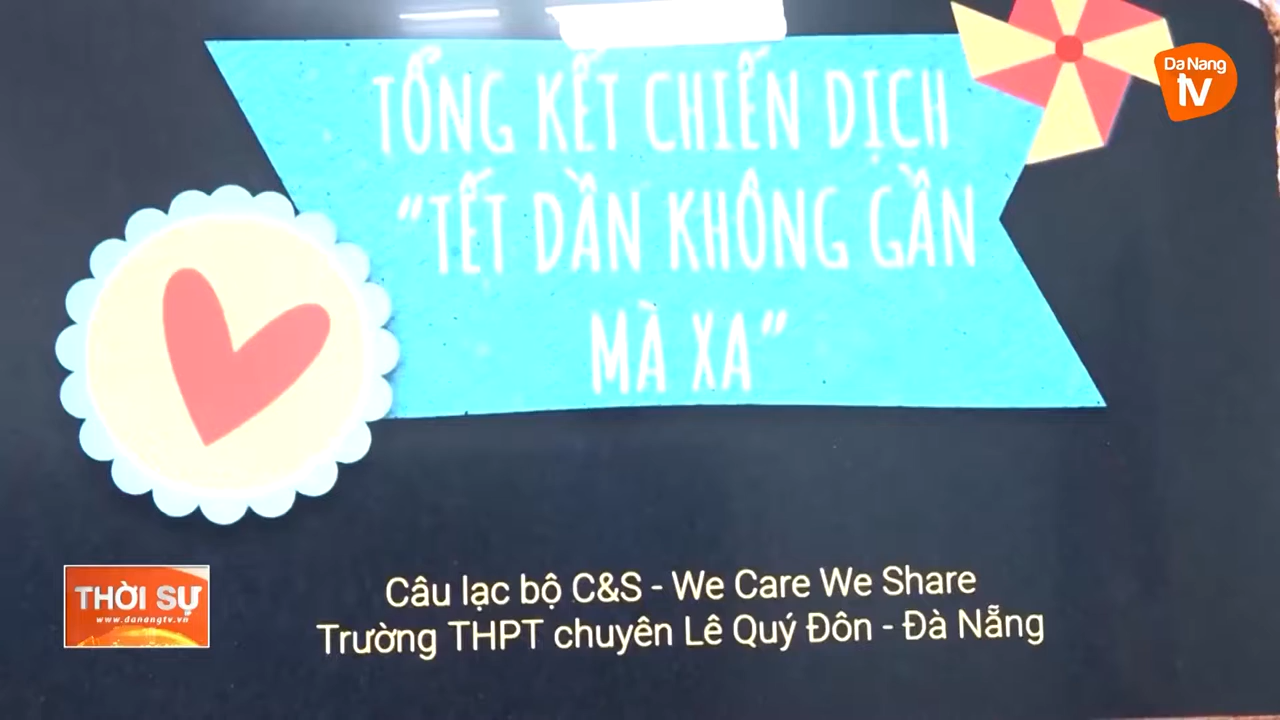 Da Nang
tv
TỔNG KẾT CHIẾN DỊCH
“TẾT DẦN KHÔNG GẦN
MÀ XA”
THỜI SỰ
www.danangtv.vn
Câu lạc bộ C&S - We Care We Share
Trường THPT chuyên Lê Quý Đôn - Đà Nẵng